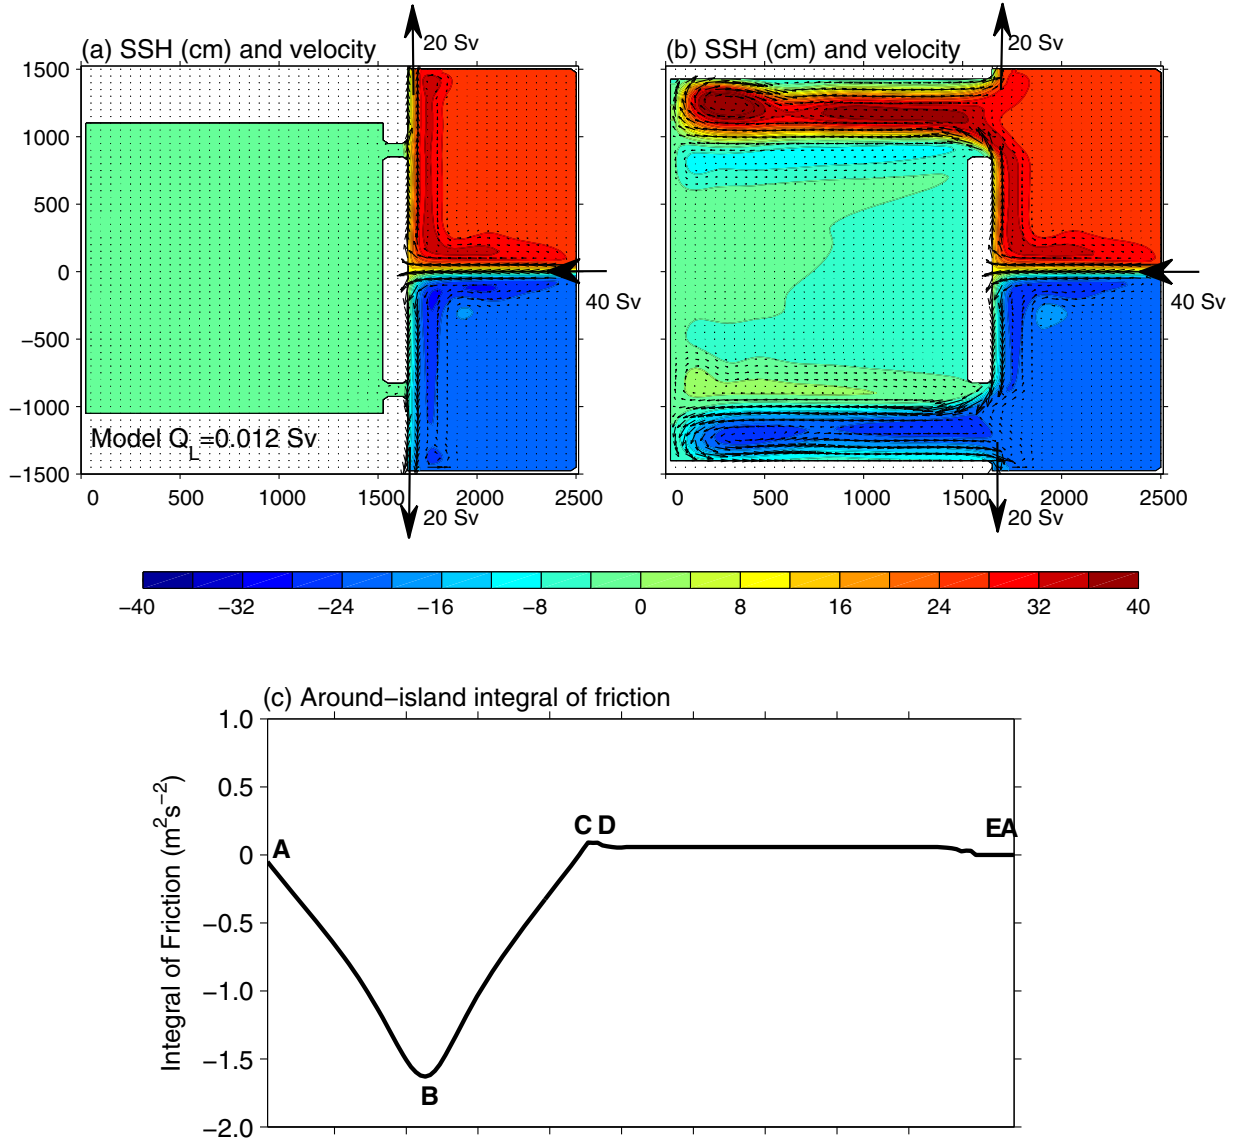 (a) SSH (cm) and velocity
20 Sv
1500
1000
500
0
−500
−1000
−1500
40 Sv
Model Q_L=0.012 Sv
0 500 1000 1500 2000 2500
20 Sv
(b) SSH (cm) and velocity
20 Sv
40 Sv
0 500 1000 1500 2000 2500
20 Sv
−40 −32 −24 −16 −8 0 8 16 24 32 40
(c) Around−island integral of friction
Integral of Friction (m²s⁻²)
1.0
0.5
0
−0.5
−1.0
−1.5
−2.0
A
B
C D
EA